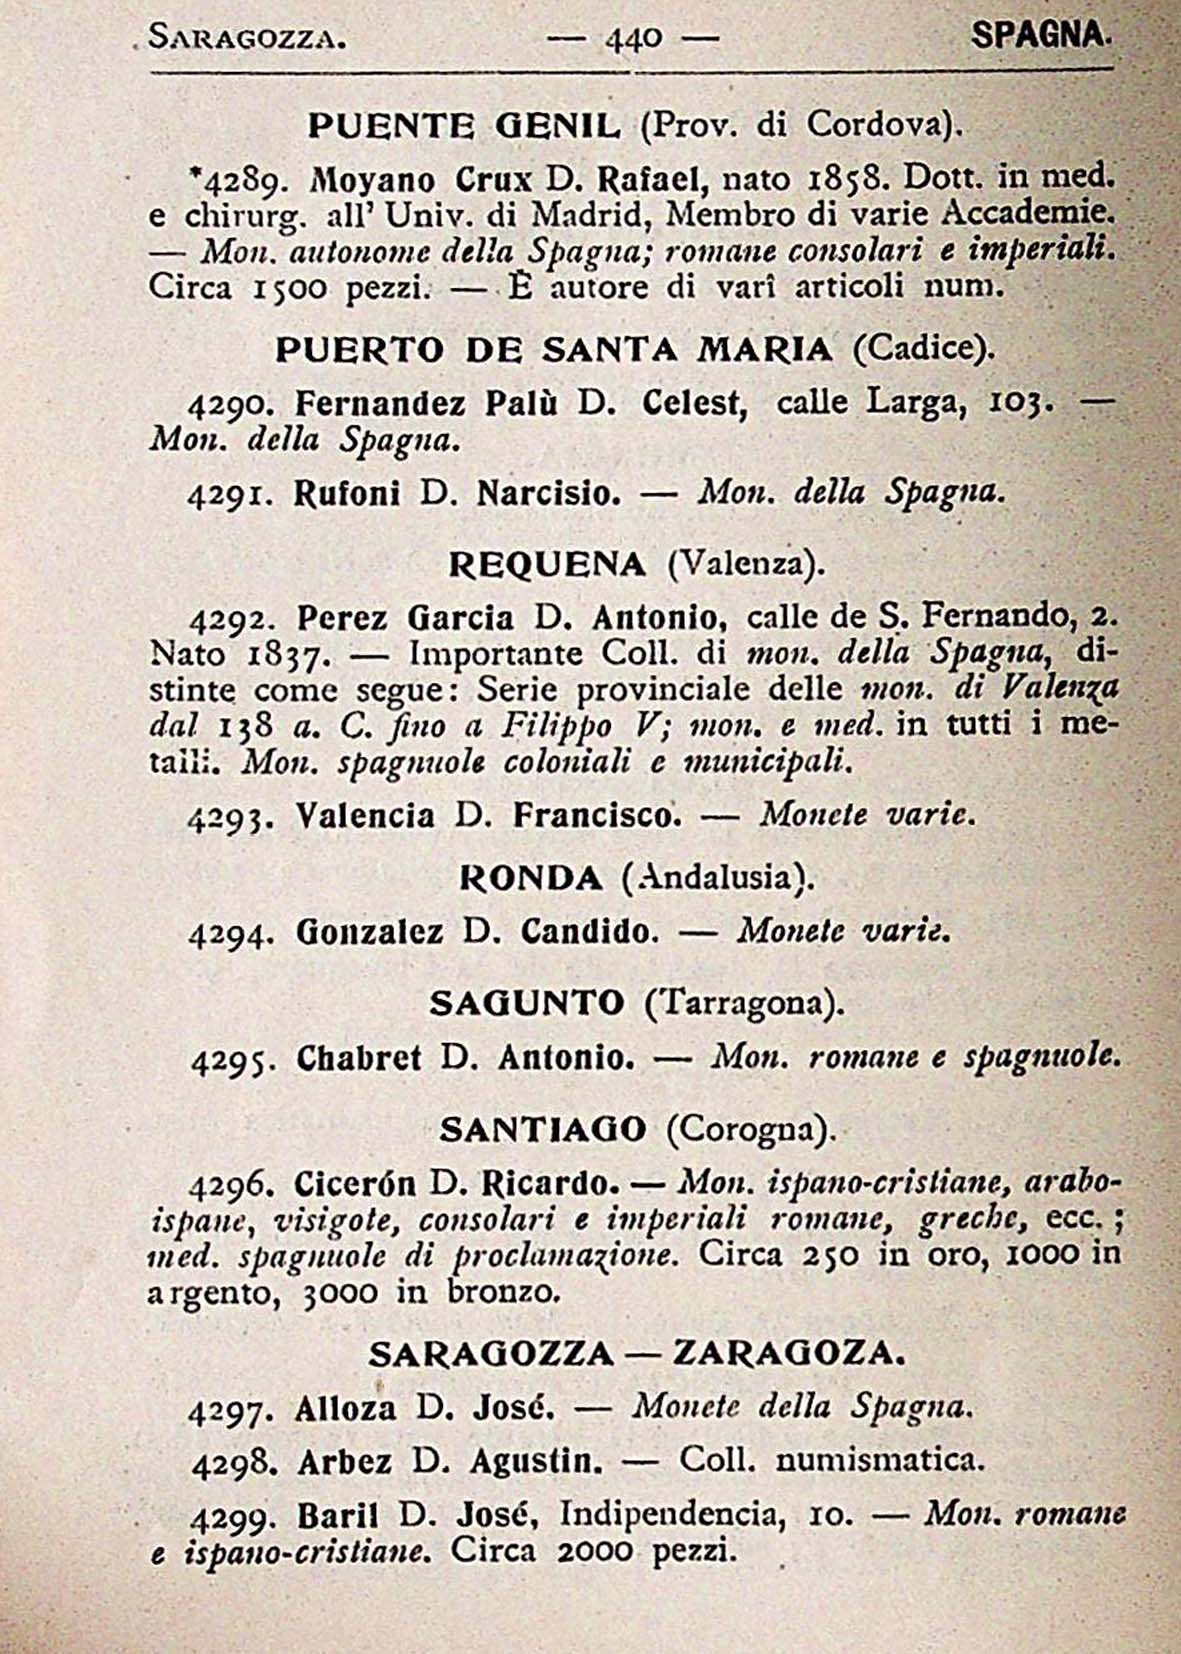 SARAGOZZA. — 440 — SPAGNA.
PUENTE GENIL (Prov. di Cordova).
*4289. Moyano Crux D. Rafael, nato 1858. Dott. in med.
e chirurg. all' Univ. di Madrid, Membro di varie Accademie.
— Mon. autonome della Spagna; romane consolari e imperiali.
Circa 1500 pezzi. — È autore di varî articoli num.
PUERTO DE SANTA MARIA (Cadice).
4290. Fernandez Palù D. Celest, calle Larga, 103. —
Mon. della Spagna.
4291. Rufoni D. Narcisio. — Mon. della Spagna.
REQUENA (Valenza).
4292. Perez Garcia D. Antonio, calle de S. Fernando, 2.
Nato 1837. — Importante Coll. di mon. della Spagna, di-
stinte come segue: Serie provinciale delle mon. di Valenza
dal 138 a. C. fino a Filippo V; mon. e med. in tutti i me-
talli. Mon. spagnuole coloniali e municipali.
4293. Valencia D. Francisco. — Monete varie.
RONDA (Andalusia).
4294. Gonzalez D. Candido. — Monete varie.
SAGUNTO (Tarragona).
4295. Chabret D. Antonio. — Mon. romane e spagnuole.
SANTIAGO (Corogna).
4296. Cicerón D. Ricardo. — Mon. ispano-cristiane, arabo-
ispane, visigote, consolari e imperiali romane, greche, ecc. ;
med. spagnuole di proclamazione. Circa 250 in oro, 1000 in
argento, 3000 in bronzo.
SARAGOZZA — ZARAGOZA.
4297. Alloza D. José. — Monete della Spagna.
4298. Arbez D. Agustin. — Coll. numismatica.
4299. Baril D. José, Indipendencia, 10. — Mon. romane
e ispano-cristiane. Circa 2000 pezzi.